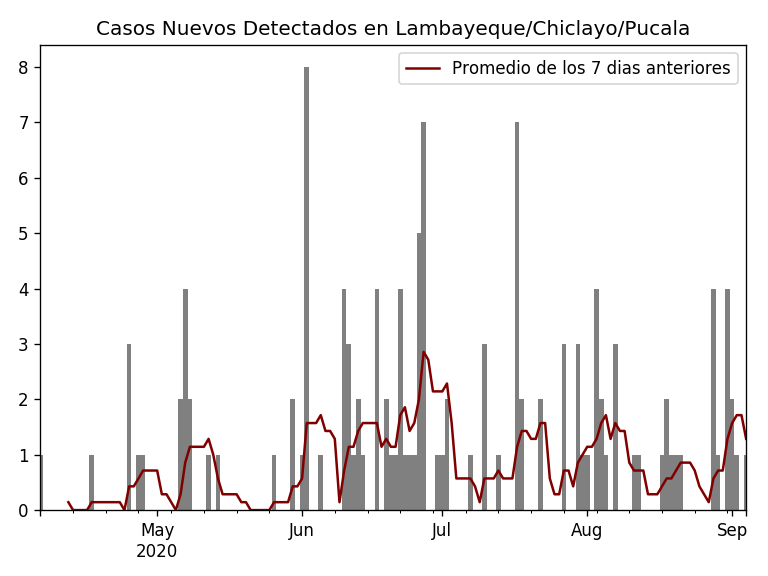 Casos Nuevos Detectados en Lambayeque/Chiclayo/Pucala
Promedio de los 7 dias anteriores
8
7
6
5
4
3
2
1
0
May
2020
Jun
Jul
Aug
Sep